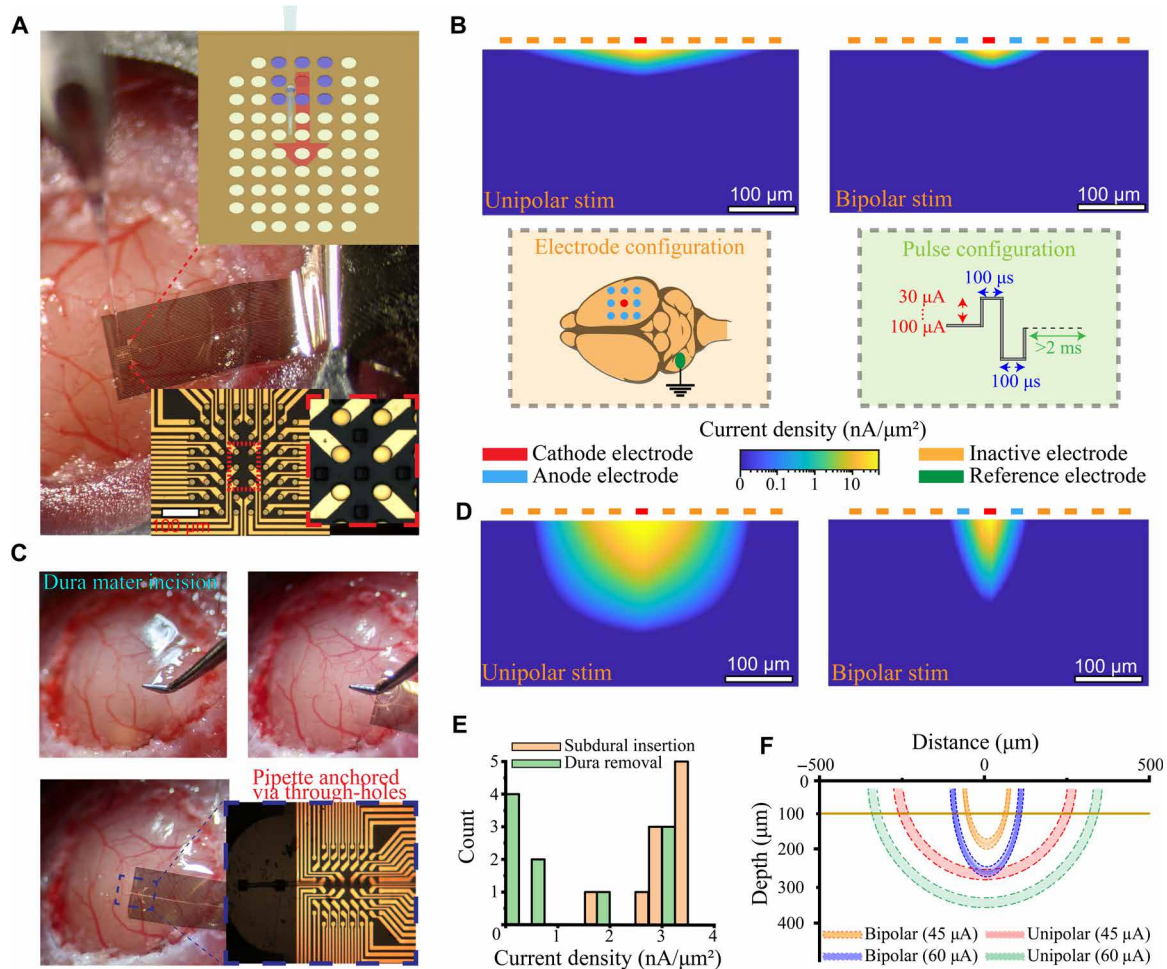 A
100 µm
B
Unipolar stim
100 µm
Bipolar stim
100 µm
Electrode configuration
Pulse configuration
100 µs
30 µA
100 µA
>2 ms
100 µs
Current density (nA/µm²)
Cathode electrode
Anode electrode
0 0.1 1 10
Inactive electrode
Reference electrode
C
Dura mater incision
Pipette anchored
via through-holes
D
Unipolar stim
100 µm
Bipolar stim
100 µm
E
Subdural insertion
Dura removal
Count
5
4
3
2
1
0 1 2 3 4
Current density (nA/µm²)
F
Distance (µm)
-500 0 500
Depth (µm)
0
100
200
300
400
Bipolar (45 µA)
Unipolar (45 µA)
Bipolar (60 µA)
Unipolar (60 µA)